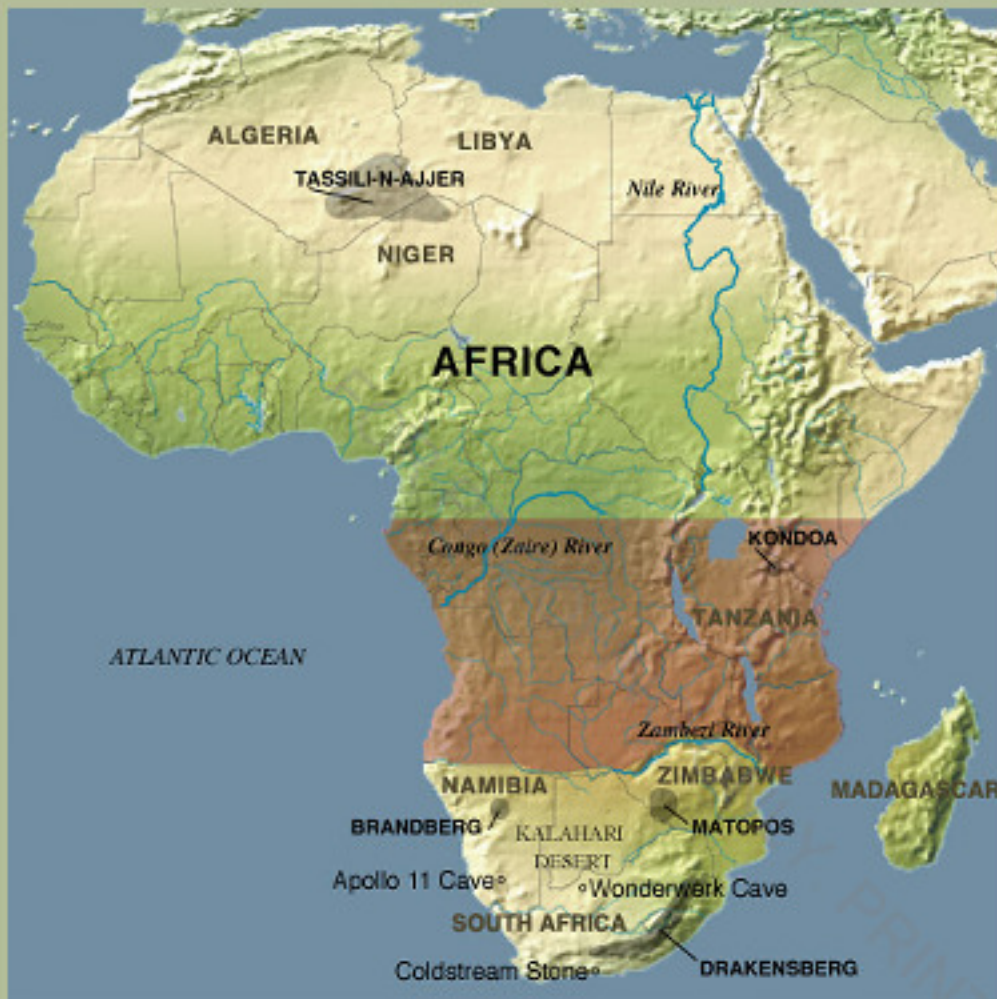 ALGERIA
LIBYA
TASSILI-N-AJJER
Nile River
NIGER
AFRICA
Congo (Zaire) River
KONDOA
TANZANIA
ATLANTIC OCEAN
Zambezi River
NAMIBIA
ZIMBABWE
MADAGASCAR
BRANDBERG
KALAHARI
DESERT
MATOPOS
Apollo 11 Cave
Wonderwerk Cave
SOUTH AFRICA
Coldstream Stone
DRAKENSBERG